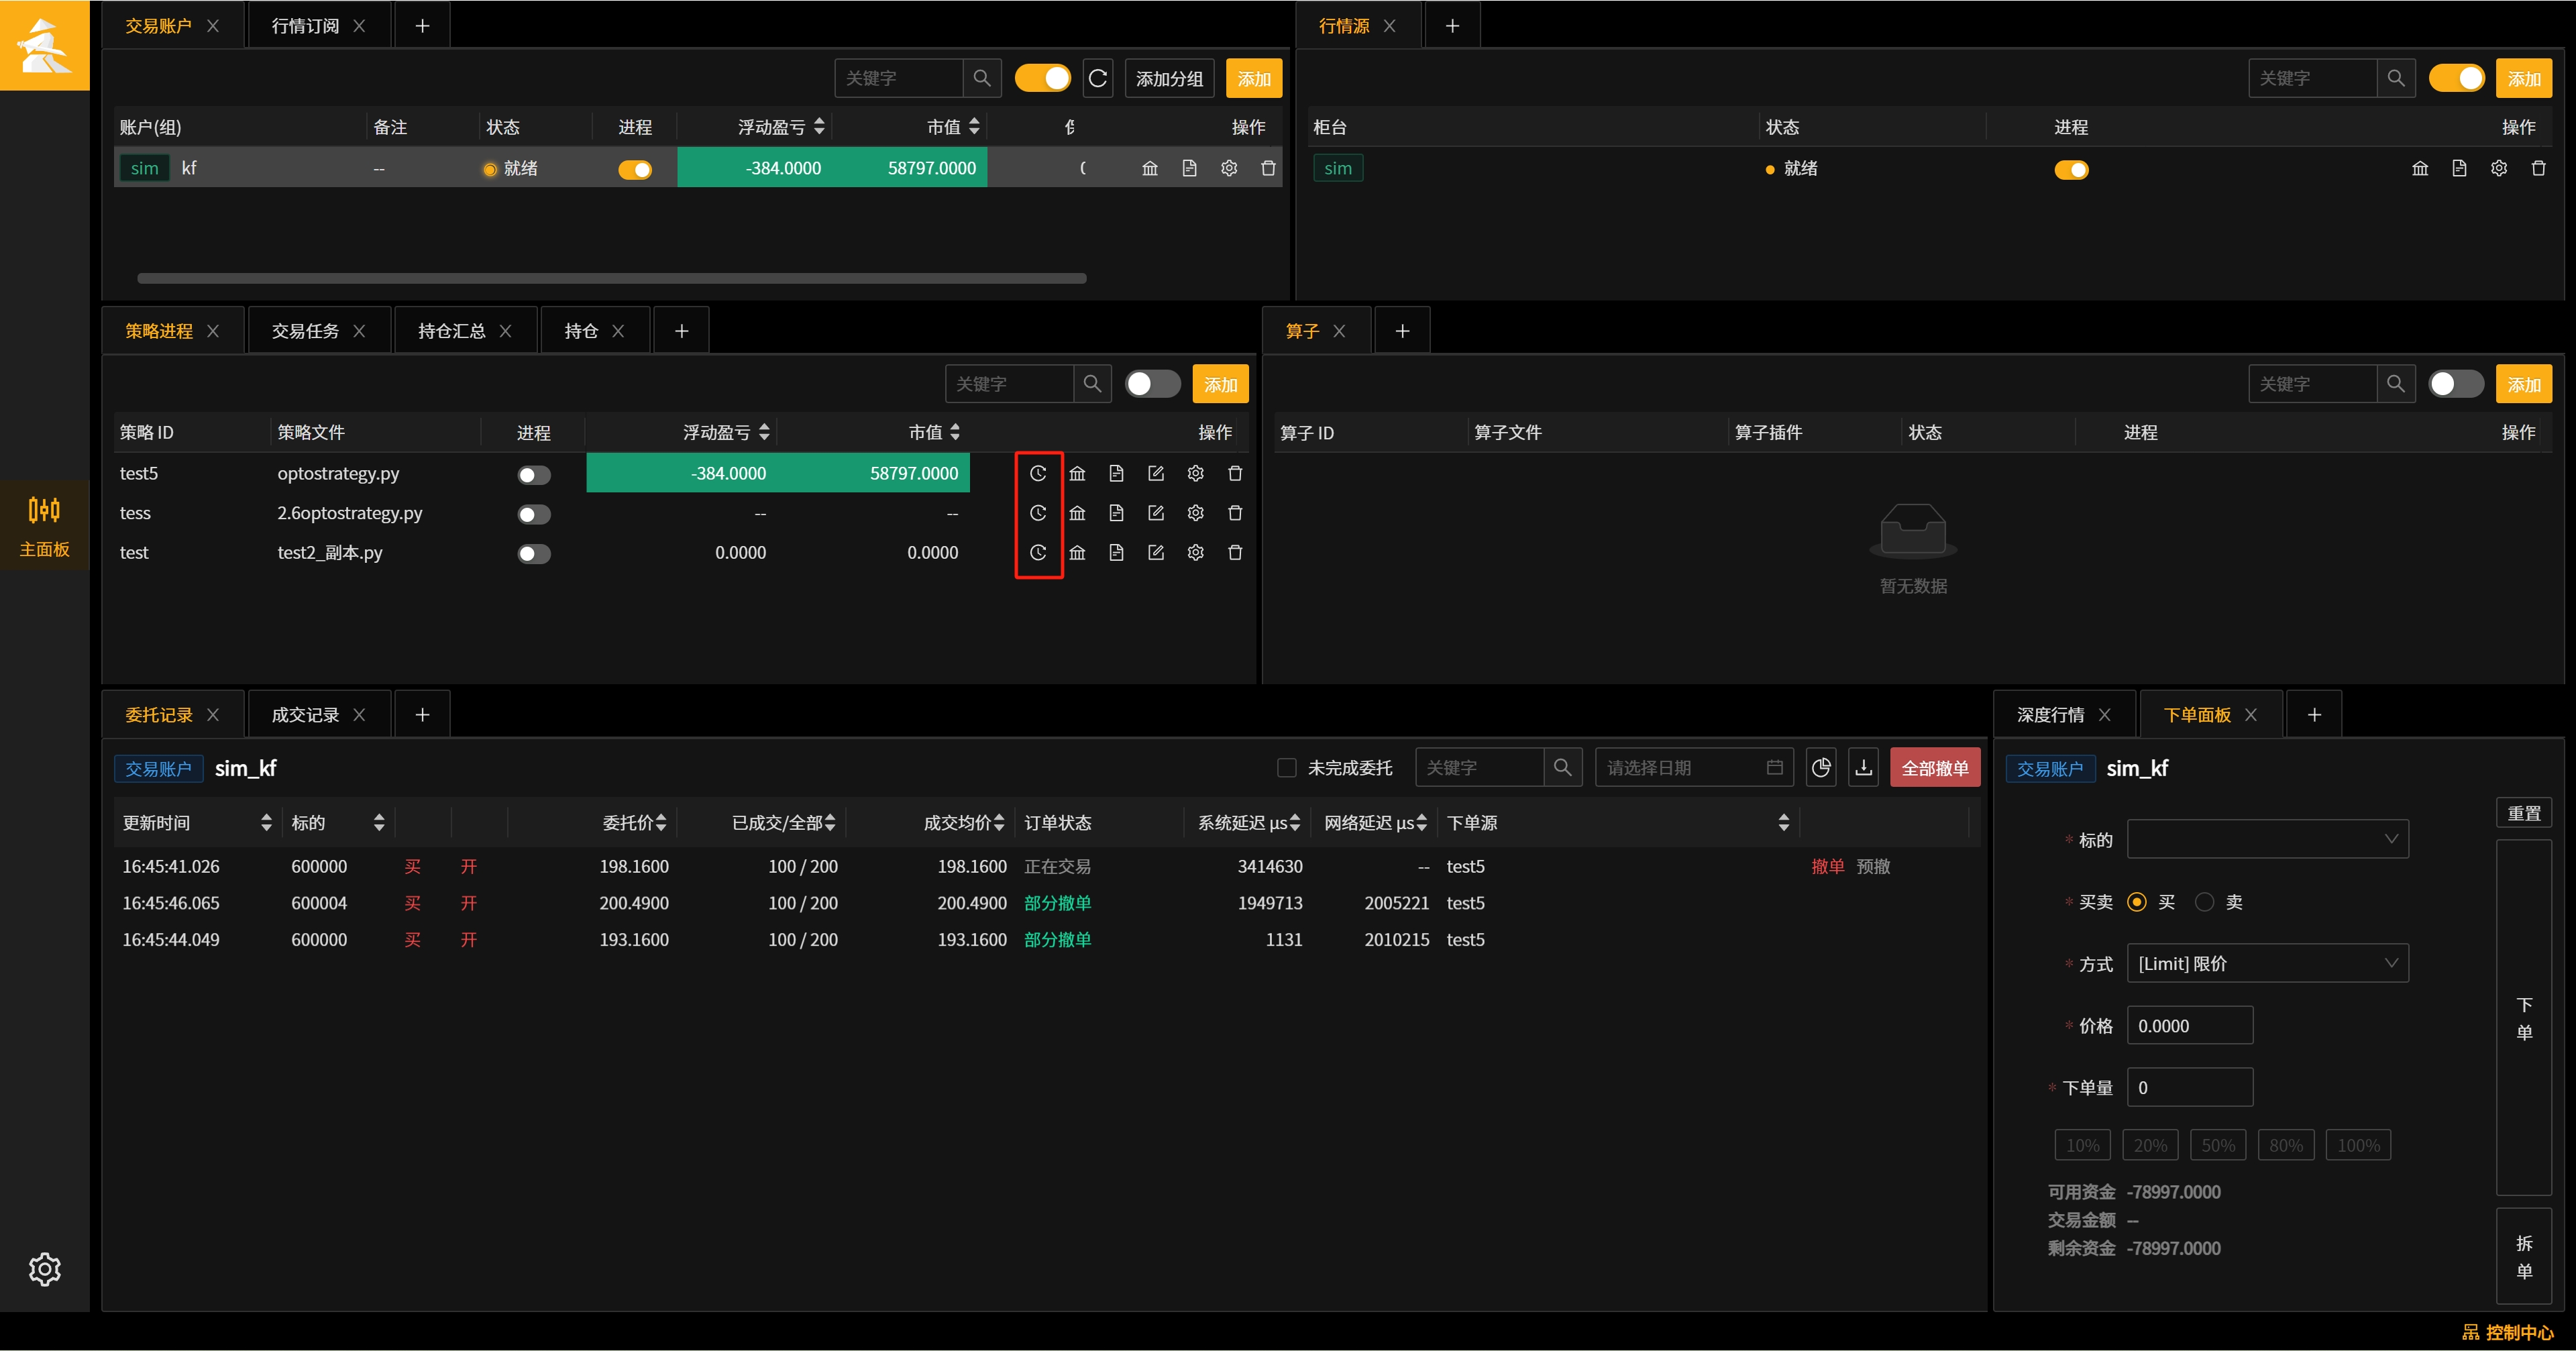 交易账户 行情订阅 行情源
关键字 添加分组 添加 关键字 添加
账户(组) 备注 状态 进程 浮动盈亏 市值 操作 柜台 状态 进程 操作
sim kf -- 就绪 -384.0000 58797.0000 sim 就绪
策略进程 交易任务 持仓汇总 持仓 算子
关键字 添加 关键字 添加
策略 ID 策略文件 进程 浮动盈亏 市值 操作 算子 ID 算子文件 算子插件 状态 进程 操作
test5 optostrategy.py -384.0000 58797.0000
tess 2.6optostrategy.py -- --
test test2_副本.py 0.0000 0.0000
暂无数据
主面板
委托记录 成交记录 深度行情 下单面板
交易账户 sim_kf 未完成委托 关键字 请选择日期 全部撤单 交易账户 sim_kf
更新时间 标的 委托价 已成交/全部 成交均价 订单状态 系统延迟 μs 网络延迟 μs 下单源
16:45:41.026 600000 买 开 198.1600 100 / 200 198.1600 正在交易 3414630 -- test5 撤单 预撤
16:45:46.065 600004 买 开 200.4900 100 / 200 200.4900 部分撤单 1949713 2005221 test5
16:45:44.049 600000 买 开 193.1600 100 / 200 193.1600 部分撤单 1131 2010215 test5
重置
* 标的
* 买卖 买 卖
* 方式 [Limit] 限价
* 价格 0.0000
* 下单量 0
10% 20% 50% 80% 100%
可用资金 -78997.0000
交易金额 --
剩余资金 -78997.0000
下单
拆单
控制中心